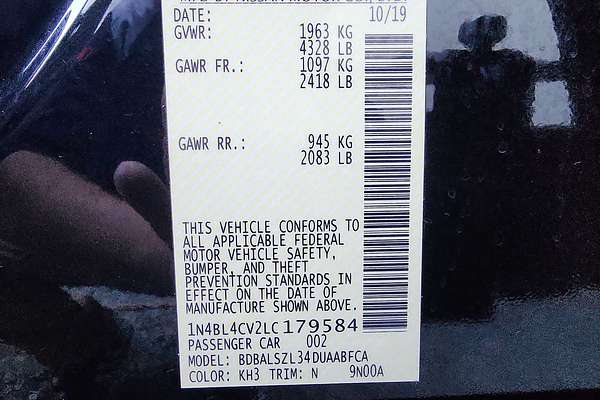 DATE: 10/19
GVWR: 1963 KG
4328 LB
GAWR FR.: 1097 KG
2418 LB
GAWR RR.: 945 KG
2083 LB
THIS VEHICLE CONFORMS TO
ALL APPLICABLE FEDERAL
MOTOR VEHICLE SAFETY,
BUMPER, AND THEFT
PREVENTION STANDARDS IN
EFFECT ON THE DATE OF
MANUFACTURE SHOWN ABOVE.
1N4BL4CV2LC179584
PASSENGER CAR 002
MODEL: BDBALSZL34DUAABFCA
COLOR: KH3 TRIM: N 9N00A